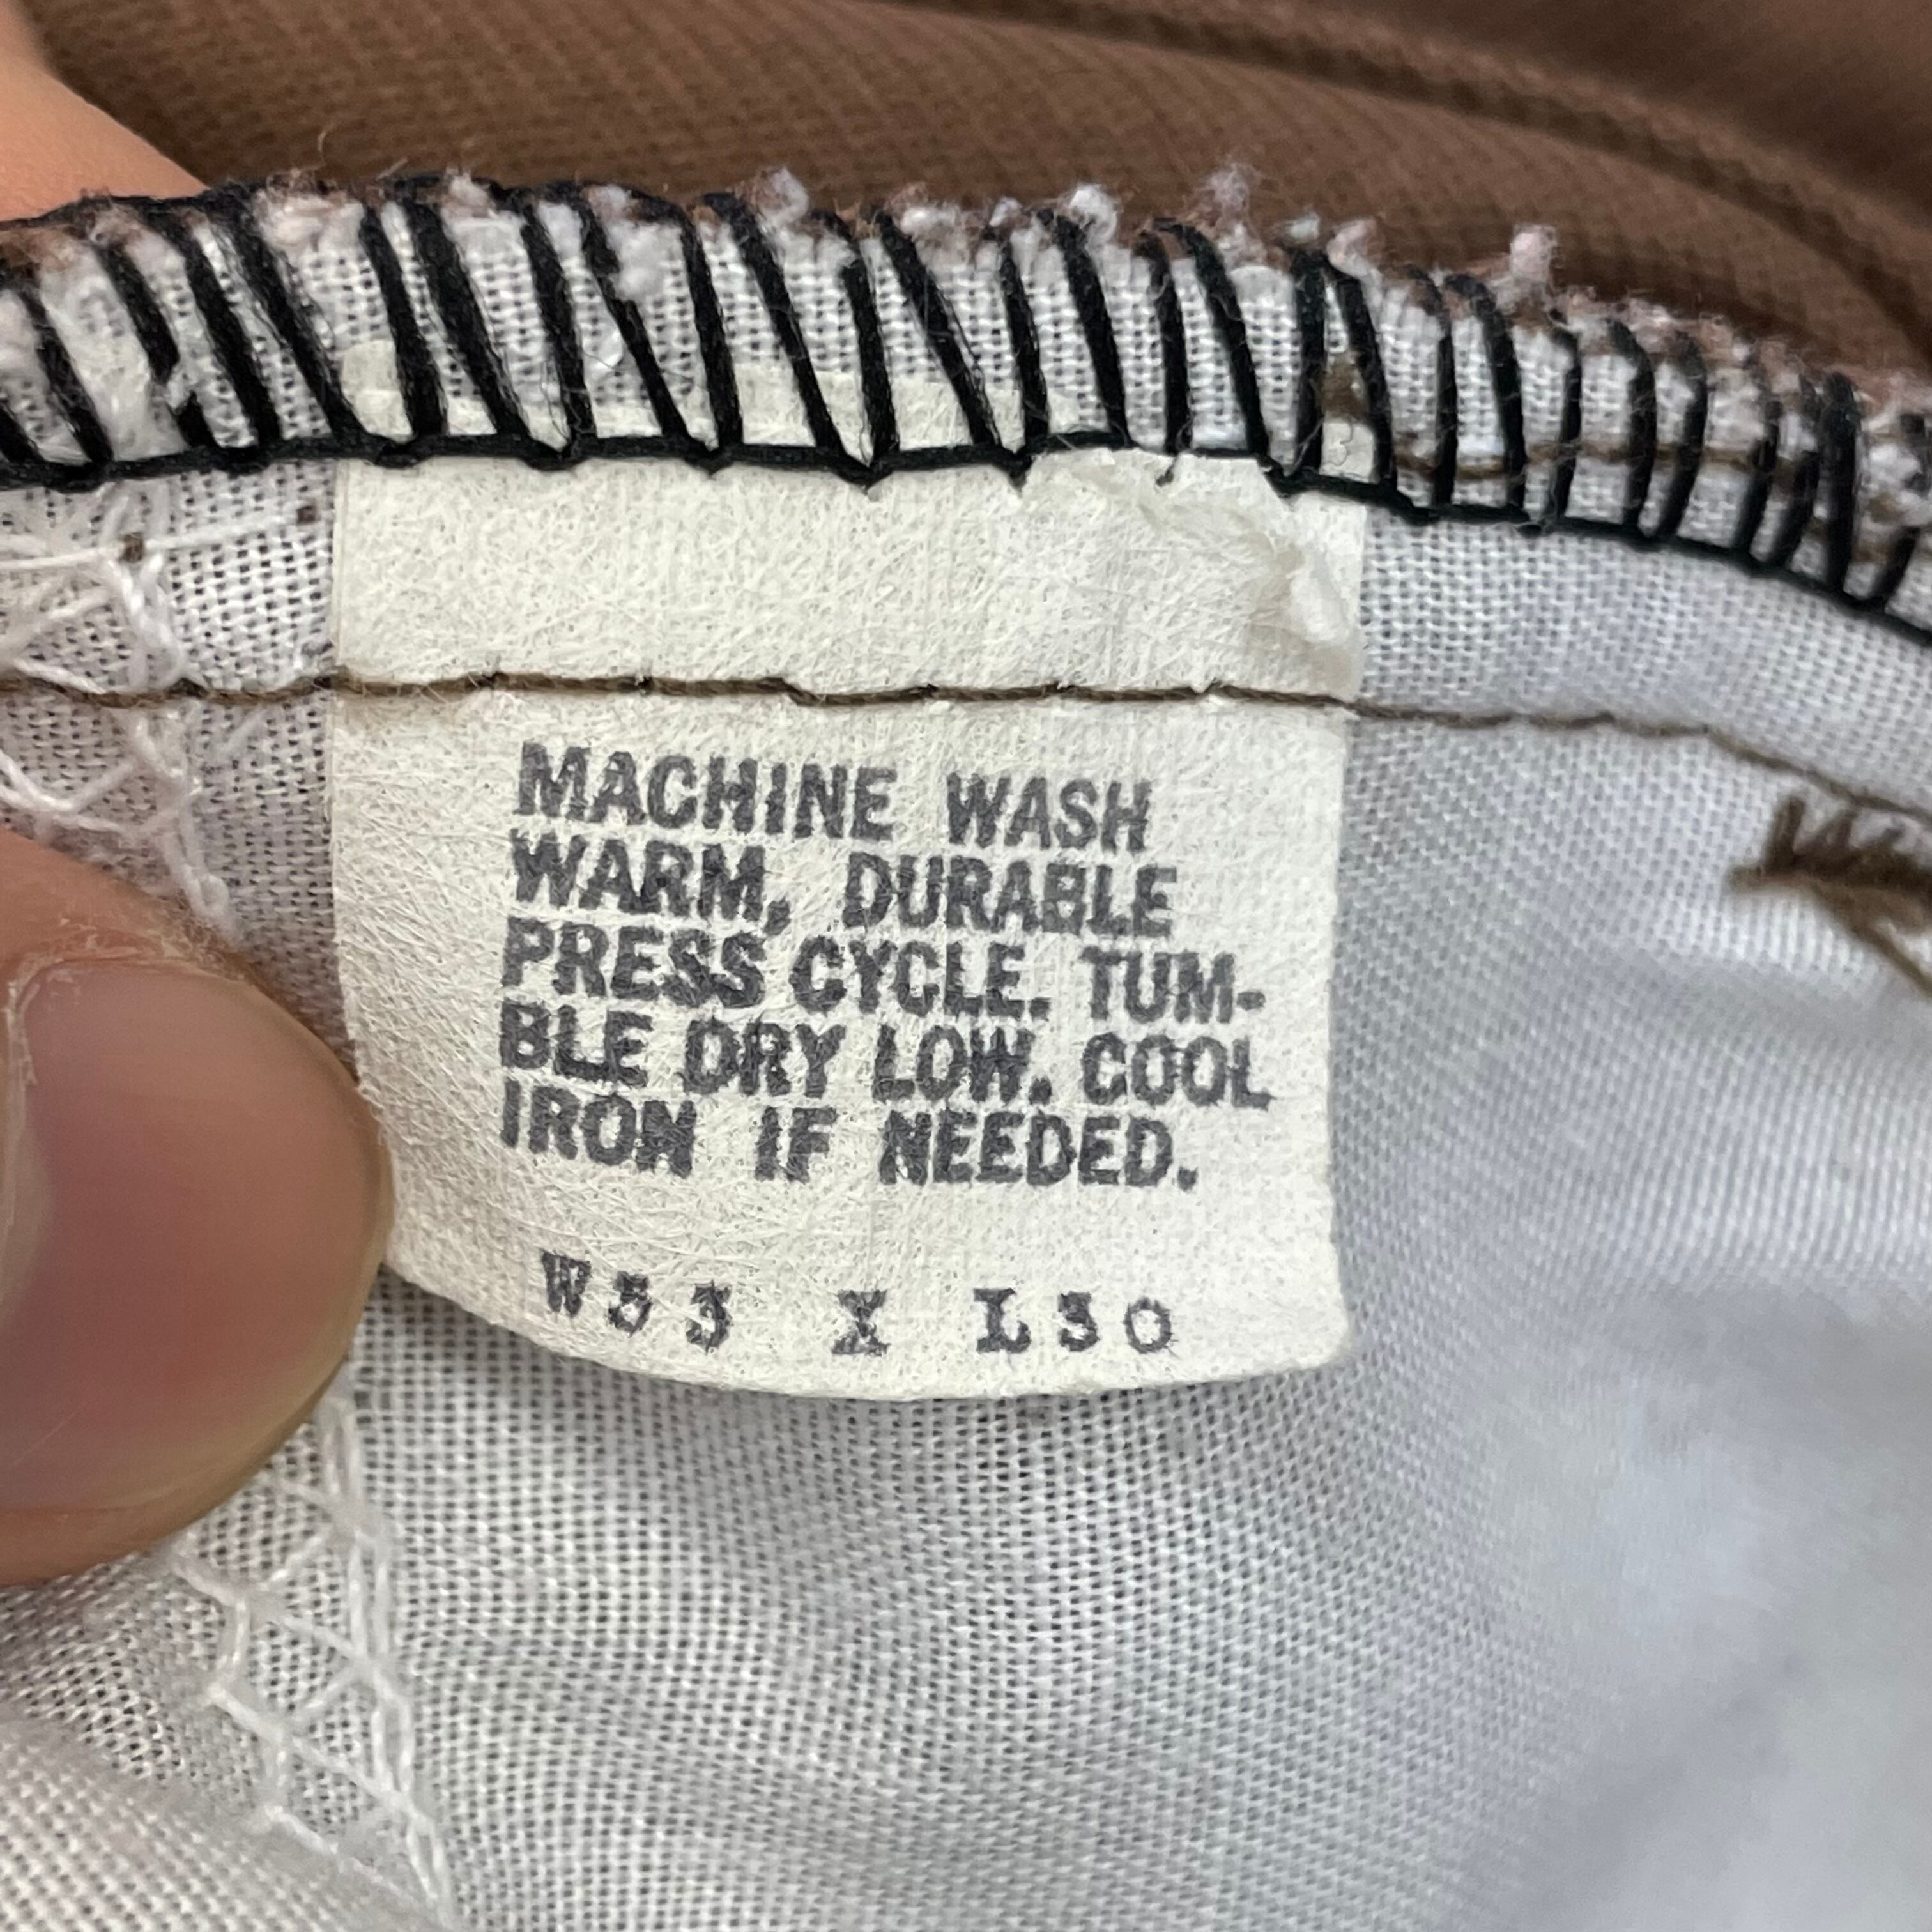 MACHINE WASH
WARM, DURABLE
PRESS CYCLE. TUM-
BLE DRY LOW. COOL
IRON IF NEEDED.
W33 X L30